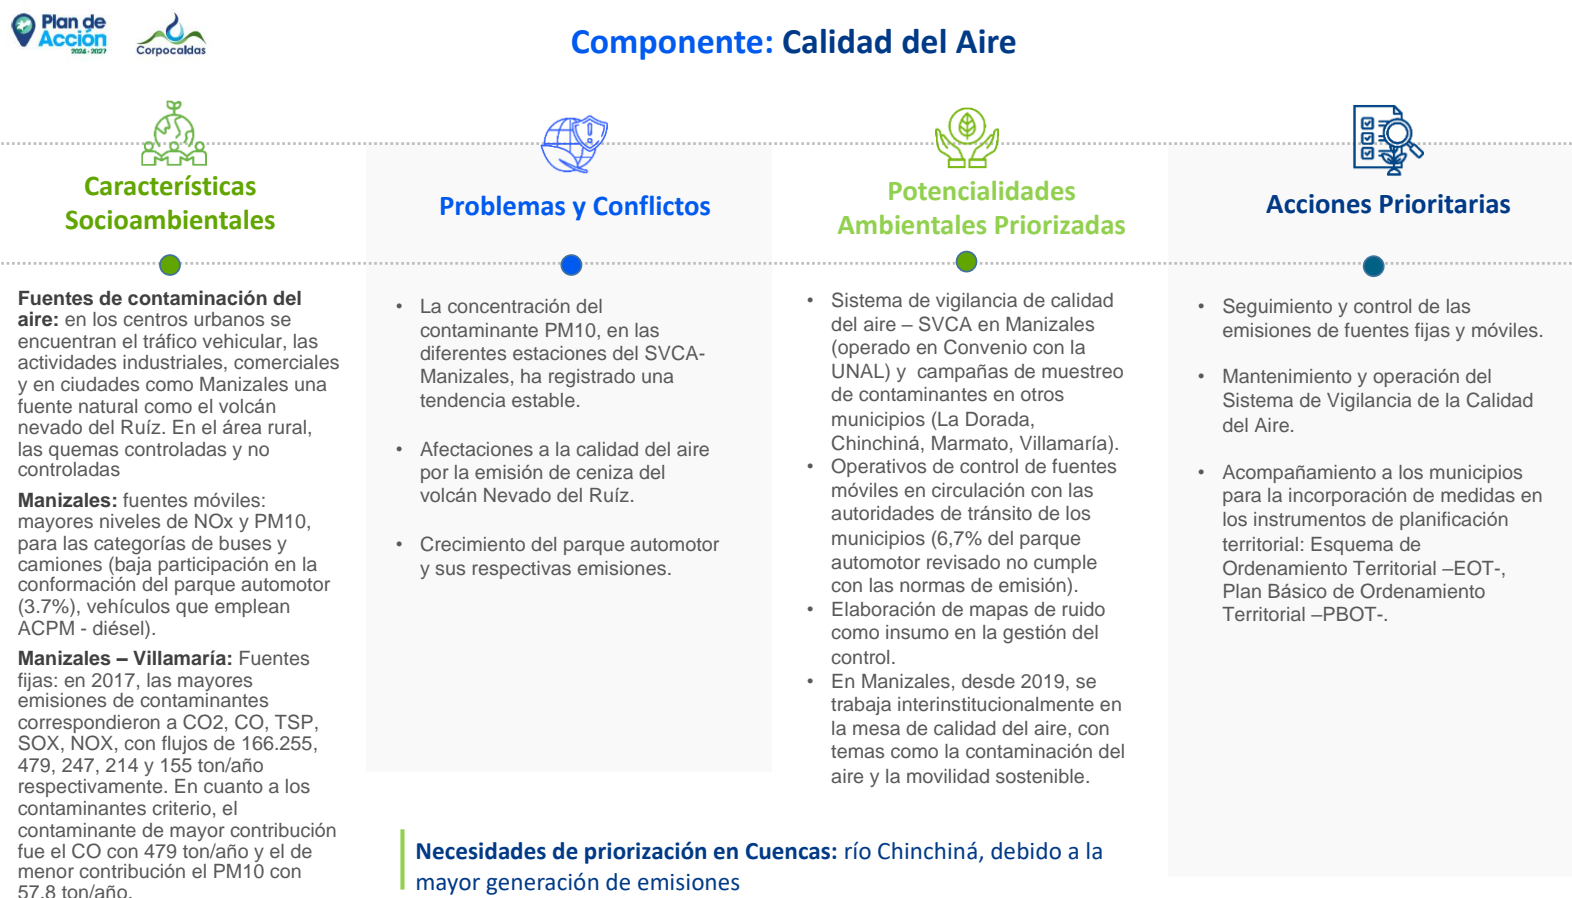 Plan de
Acción
2024 - 2027
Corpocaldas
Componente: Calidad del Aire
Características
Socioambientales
Fuentes de contaminación del
aire: en los centros urbanos se
encuentran el tráfico vehicular, las
actividades industriales, comerciales
y en ciudades como Manizales una
fuente natural como el volcán
nevado del Ruíz. En el área rural,
las quemas controladas y no
controladas
Manizales: fuentes móviles:
mayores niveles de NOx y PM10,
para las categorías de buses y
camiones (baja participación en la
conformación del parque automotor
(3.7%), vehículos que emplean
ACPM - diésel).
Manizales – Villamaría: Fuentes
fijas: en 2017, las mayores
emisiones de contaminantes
correspondieron a CO2, CO, TSP,
SOX, NOX, con flujos de 166.255,
479, 247, 214 y 155 ton/año
respectivamente. En cuanto a los
contaminantes criterio, el
contaminante de mayor contribución
fue el CO con 479 ton/año y el de
menor contribución el PM10 con
57,8 ton/año.
Problemas y Conflictos
• La concentración del
contaminante PM10, en las
diferentes estaciones del SVCA-
Manizales, ha registrado una
tendencia estable.
• Afectaciones a la calidad del aire
por la emisión de ceniza del
volcán Nevado del Ruíz.
• Crecimiento del parque automotor
y sus respectivas emisiones.
Potencialidades
Ambientales Priorizadas
• Sistema de vigilancia de calidad
del aire – SVCA en Manizales
(operado en Convenio con la
UNAL) y campañas de muestreo
de contaminantes en otros
municipios (La Dorada,
Chinchiná, Marmato, Villamaría).
• Operativos de control de fuentes
móviles en circulación con las
autoridades de tránsito de los
municipios (6,7% del parque
automotor revisado no cumple
con las normas de emisión).
• Elaboración de mapas de ruido
como insumo en la gestión del
control.
• En Manizales, desde 2019, se
trabaja interinstitucionalmente en
la mesa de calidad del aire, con
temas como la contaminación del
aire y la movilidad sostenible.
Acciones Prioritarias
• Seguimiento y control de las
emisiones de fuentes fijas y móviles.
• Mantenimiento y operación del
Sistema de Vigilancia de la Calidad
del Aire.
• Acompañamiento a los municipios
para la incorporación de medidas en
los instrumentos de planificación
territorial: Esquema de
Ordenamiento Territorial –EOT-,
Plan Básico de Ordenamiento
Territorial –PBOT-.
Necesidades de priorización en Cuencas: río Chinchiná, debido a la
mayor generación de emisiones